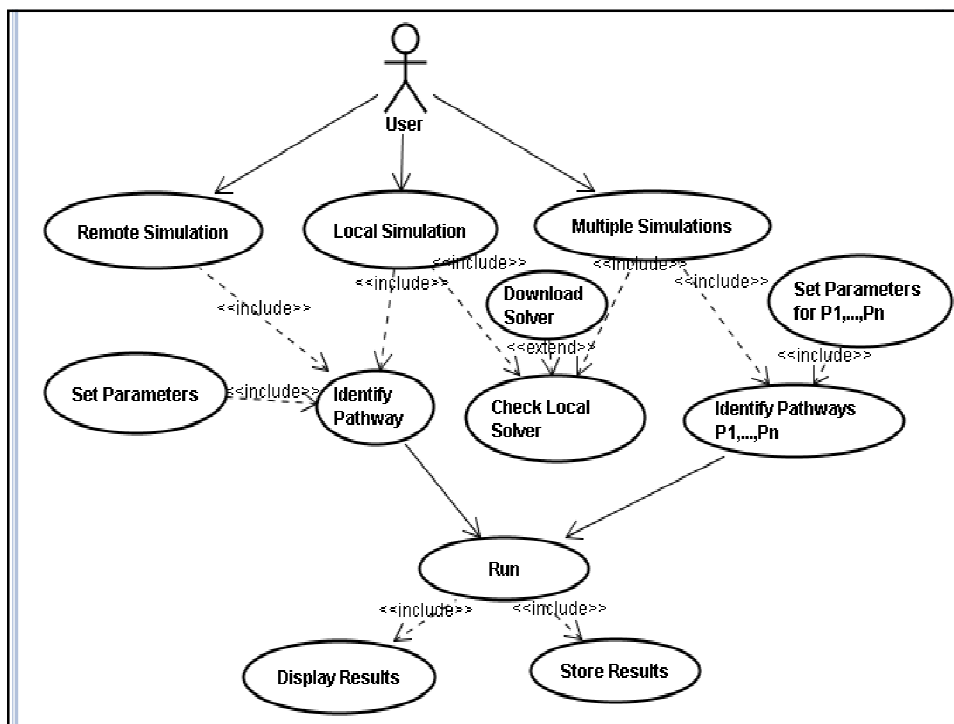 User
Remote Simulation
Local Simulation
Multiple Simulations
<<include>>
<<include>>
<<include>>
<<include>>
<<include>>
Download
Solver
Set Parameters
for P1,...,Pn
<<extend>>
<<include>>
Set Parameters
<<include>>
Identify
Pathway
Check Local
Solver
Identify Pathways
P1,...,Pn
Run
<<include>>
<<include>>
Display Results
Store Results